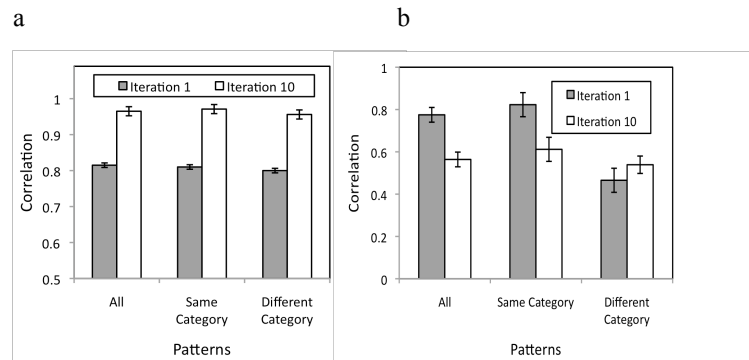 a
b
Iteration 1 Iteration 10
1
0.9
0.8
0.7
0.6
0.5
Correlation
All
Same Category
Different Category
Patterns
Iteration 1
Iteration 10
1
0.8
0.6
0.4
0.2
0
Correlation
All
Same Category
Different Category
Patterns